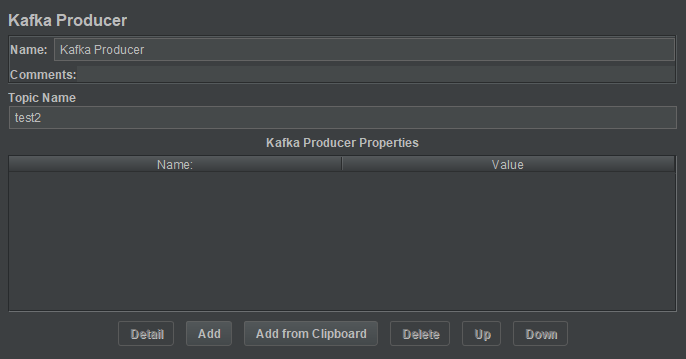 Kafka Producer
Name: Kafka Producer
Comments:
Topic Name
test2
Kafka Producer Properties
Name: Value
Detail Add Add from Clipboard Delete Up Down